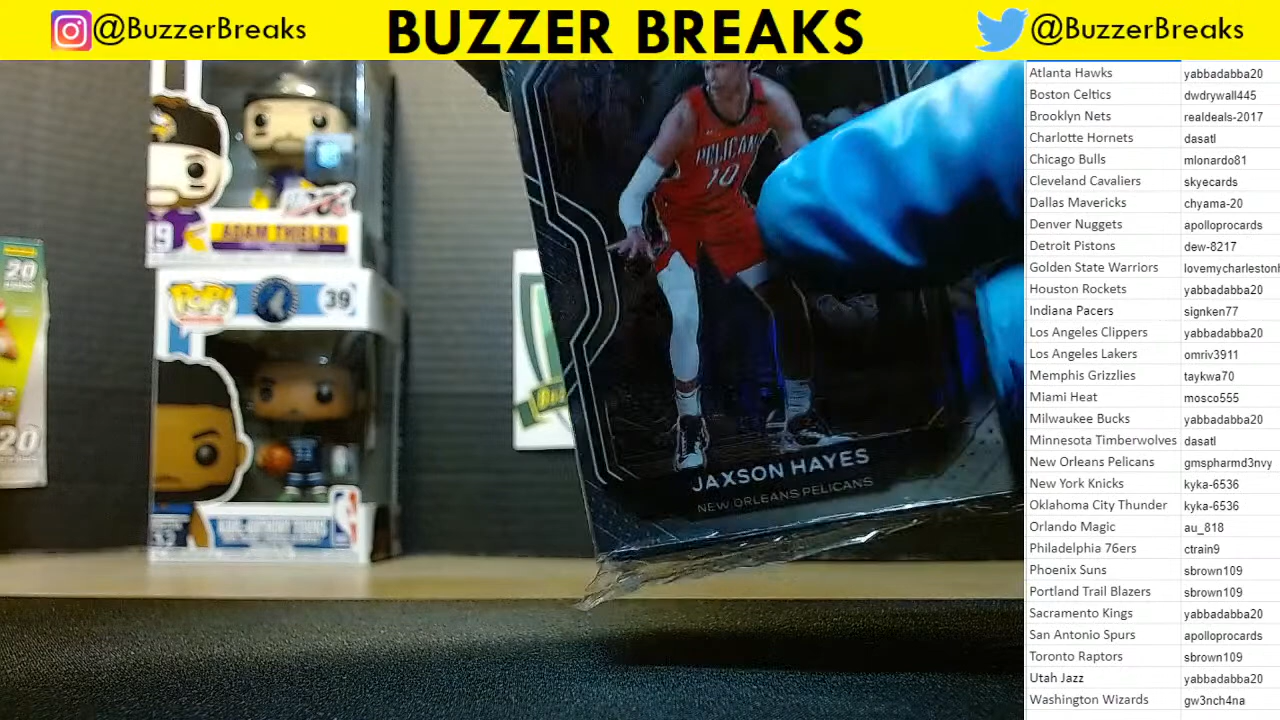 @BuzzerBreaks
BUZZER BREAKS
@BuzzerBreaks
Atlanta Hawks yabbadabba20
Boston Celtics dwdrywall445
Brooklyn Nets realdeals-2017
Charlotte Hornets dasatl
Chicago Bulls mlonardo81
Cleveland Cavaliers skyecards
Dallas Mavericks chyama-20
Denver Nuggets apolloprocards
Detroit Pistons dew-8217
Golden State Warriors lovemycharleston
Houston Rockets yabbadabba20
Indiana Pacers signken77
Los Angeles Clippers yabbadabba20
Los Angeles Lakers omriv3911
Memphis Grizzlies taykwa70
Miami Heat mosco555
Milwaukee Bucks yabbadabba20
Minnesota Timberwolves dasatl
New Orleans Pelicans gmspharmd3nvy
New York Knicks kyka-6536
Oklahoma City Thunder kyka-6536
Orlando Magic au_818
Philadelphia 76ers ctrain9
Phoenix Suns sbrown109
Portland Trail Blazers sbrown109
Sacramento Kings yabbadabba20
San Antonio Spurs apolloprocards
Toronto Raptors sbrown109
Utah Jazz yabbadabba20
Washington Wizards gw3nch4na
19
ADAM THIELEN
POP!
39
KARL-ANTHONY TOWNS
20
20
PELICANS
10
JAXSON HAYES
NEW ORLEANS PELICANS